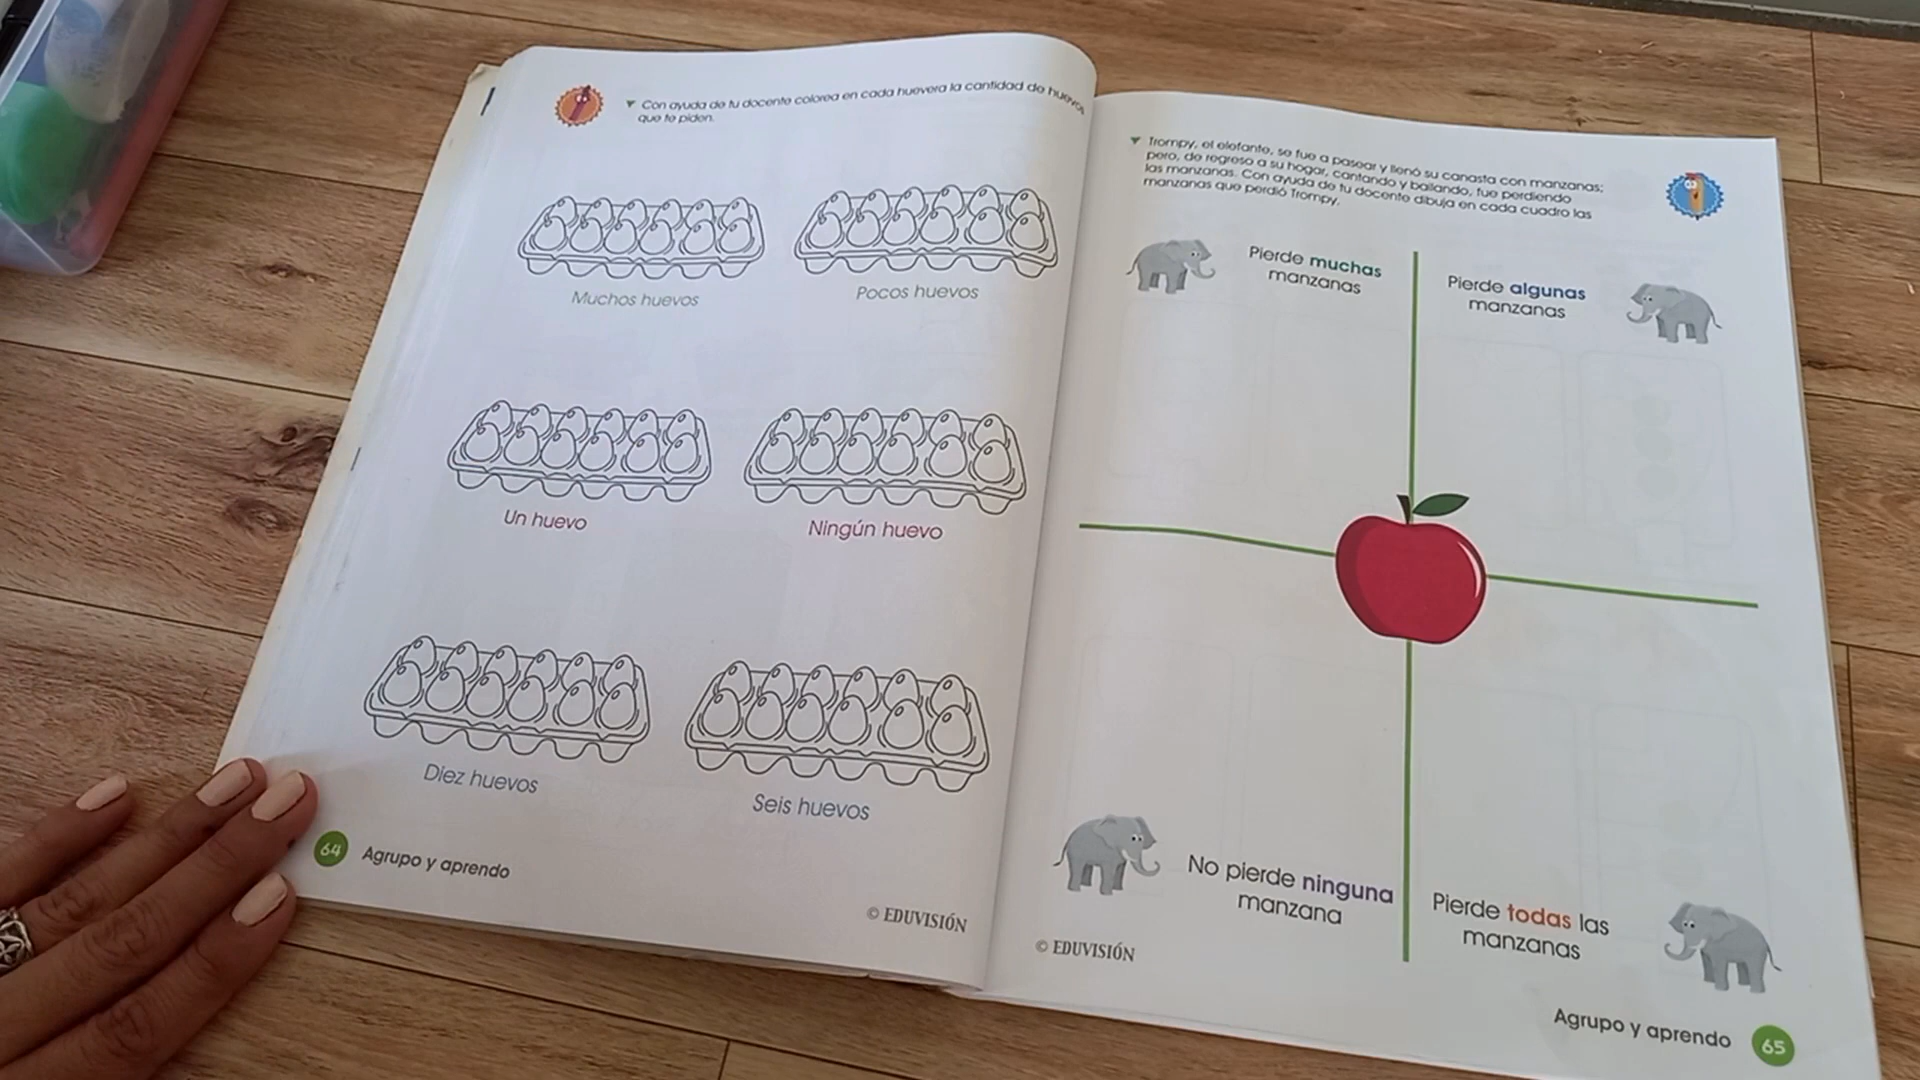 Con ayuda de tu docente colorea en cada huevera la cantidad de huevos
que te piden.
Muchos huevos
Pocos huevos
Un huevo
Ningún huevo
Diez huevos
Seis huevos
64 Agrupo y aprendo
© EDUVISIÓN
Trompy, el elefante, se fue a pasear y llenó su canasta con manzanas;
pero, de regreso a su hogar, cantando y bailando, fue perdiendo
las manzanas. Con ayuda de tu docente dibuja en cada cuadro las
manzanas que perdió Trompy.
Pierde muchas
manzanas
Pierde algunas
manzanas
No pierde ninguna
manzana
Pierde todas las
manzanas
© EDUVISIÓN
Agrupo y aprendo 65